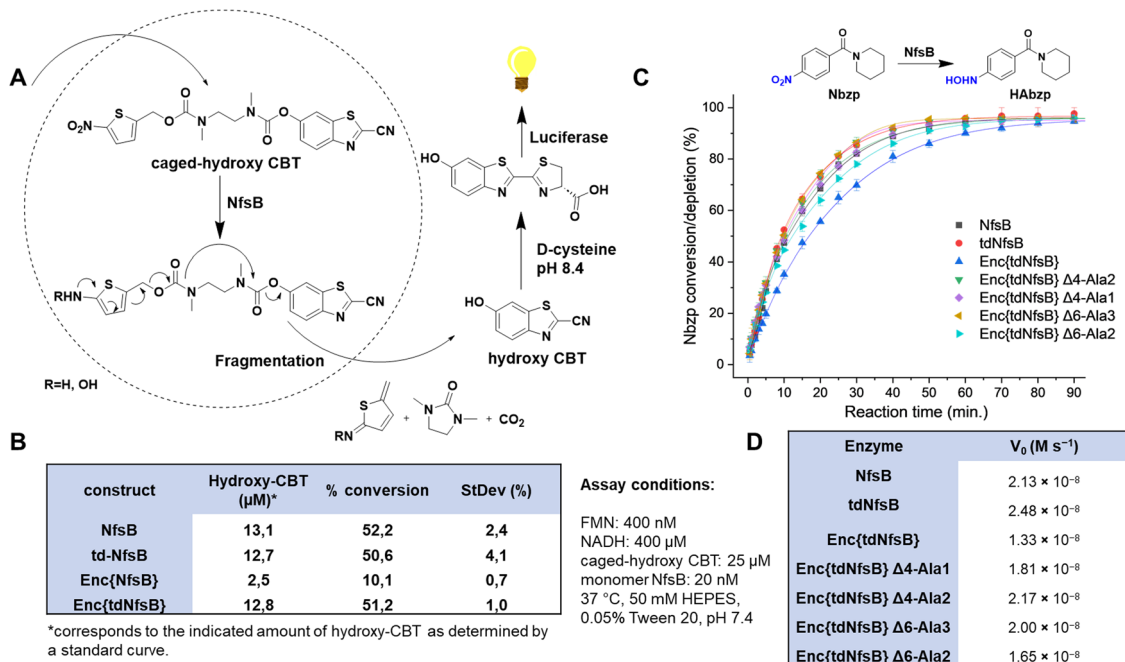 A
O₂N
S
O
O
N
N
O
O
S
N
CN
caged-hydroxy CBT
NfsB
RHN
S
O
O
N
N
O
O
S
N
CN
Fragmentation
R=H, OH
RN
S
+
O
N
N
+ CO₂
Luciferase
HO
S
N
S
N
OH
O
D-cysteine
pH 8.4
HO
S
N
CN
hydroxy CBT
B
construct Hydroxy-CBT (µM)* % conversion StDev (%)
NfsB 13,1 52,2 2,4
td-NfsB 12,7 50,6 4,1
Enc{NfsB} 2,5 10,1 0,7
Enc{tdNfsB} 12,8 51,2 1,0
*corresponds to the indicated amount of hydroxy-CBT as determined by
a standard curve.
Assay conditions:
FMN: 400 nM
NADH: 400 µM
caged-hydroxy CBT: 25 µM
monomer NfsB: 20 nM
37 °C, 50 mM HEPES,
0.05% Tween 20, pH 7.4
C
O₂N
O
N
Nbzp
NfsB
HOHN
O
N
HAbzp
Nbzp conversion/depletion (%)
100
80
60
40
20
0
NfsB
tdNfsB
Enc{tdNfsB}
Enc{tdNfsB} Δ4-Ala2
Enc{tdNfsB} Δ4-Ala1
Enc{tdNfsB} Δ6-Ala3
Enc{tdNfsB} Δ6-Ala2
0 10 20 30 40 50 60 70 80 90
Reaction time (min.)
D
Enzyme V₀ (M s⁻¹)
NfsB 2.13 × 10⁻⁸
tdNfsB 2.48 × 10⁻⁸
Enc{tdNfsB} 1.33 × 10⁻⁸
Enc{tdNfsB} Δ4-Ala1 1.81 × 10⁻⁸
Enc{tdNfsB} Δ4-Ala2 2.17 × 10⁻⁸
Enc{tdNfsB} Δ6-Ala3 2.00 × 10⁻⁸
Enc{tdNfsB} Δ6-Ala2 1.65 × 10⁻⁸